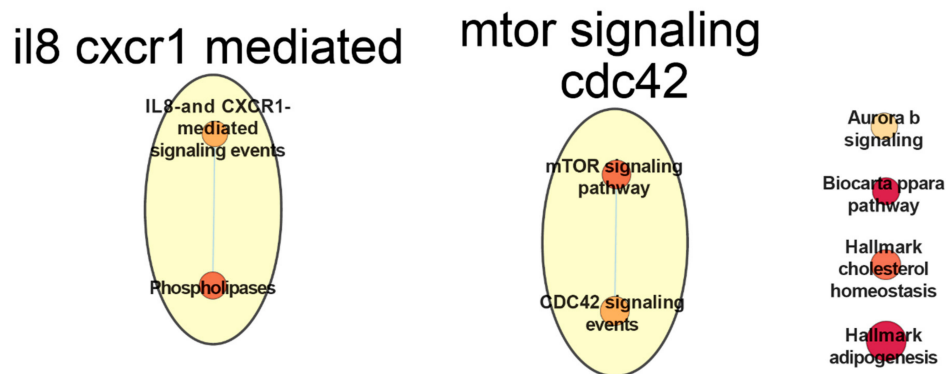 il8 cxcr1 mediated
IL8-and CXCR1-
mediated
signaling events
Phospholipases
mtor signaling
cdc42
mTOR signaling
pathway
CDC42 signaling
events
Aurora b
signaling
Biocarta ppara
pathway
Hallmark
cholesterol
homeostasis
Hallmark
adipogenesis